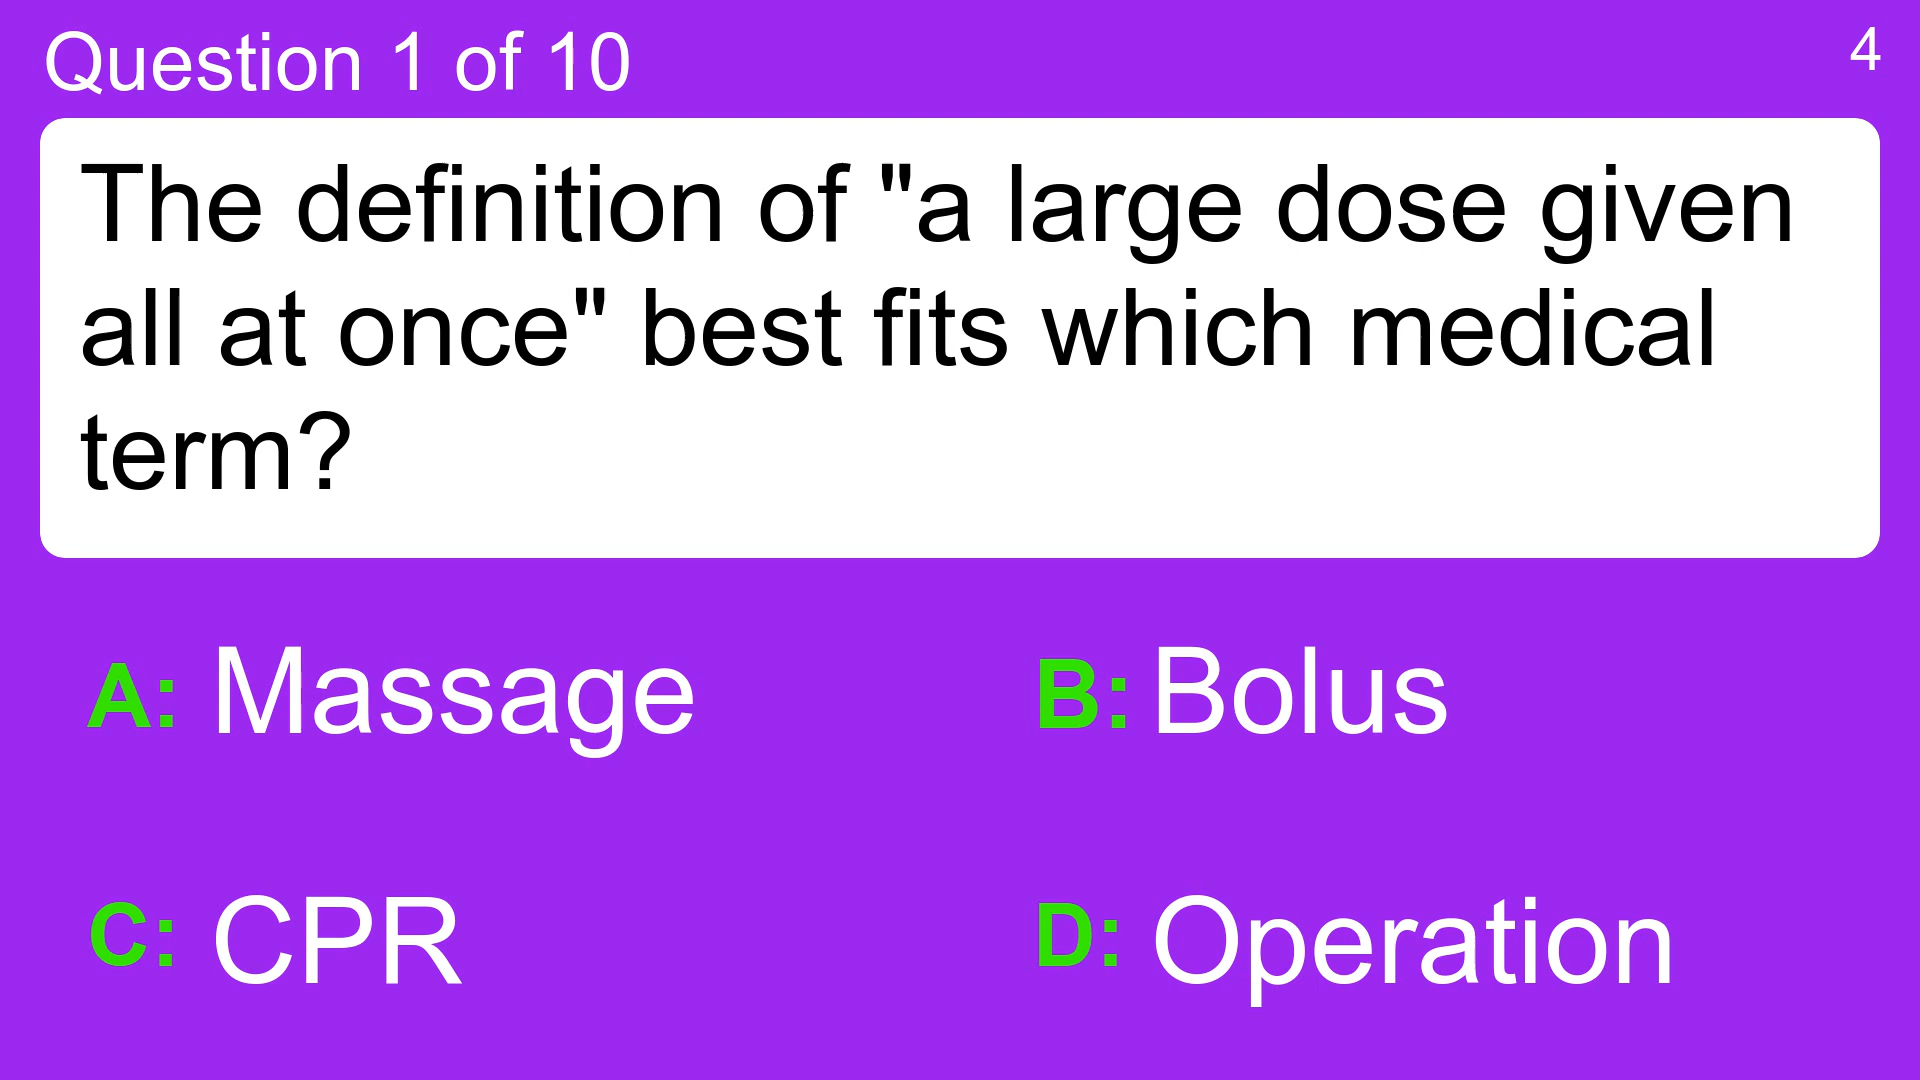 Question 1 of 10
4
The definition of "a large dose given
all at once" best fits which medical
term?
A: Massage
B: Bolus
C: CPR
D: Operation